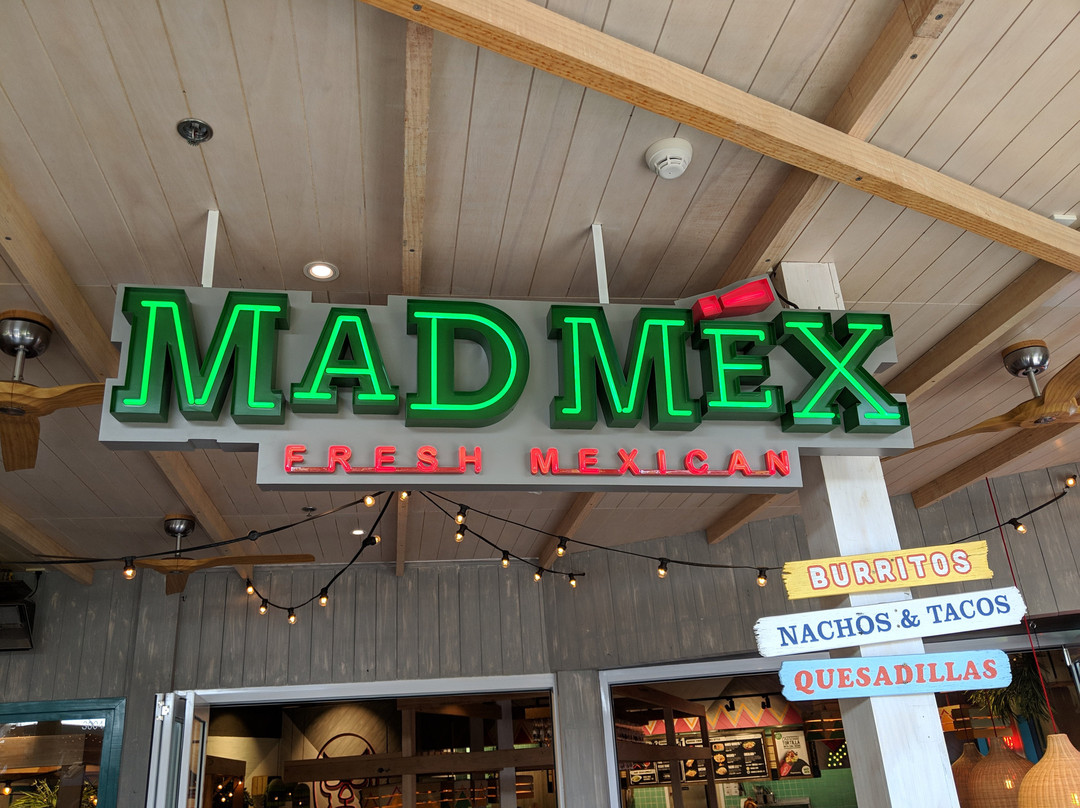 MAD MEX
FRESH MEXICAN
BURRITOS
NACHOS & TACOS
QUESADILLAS